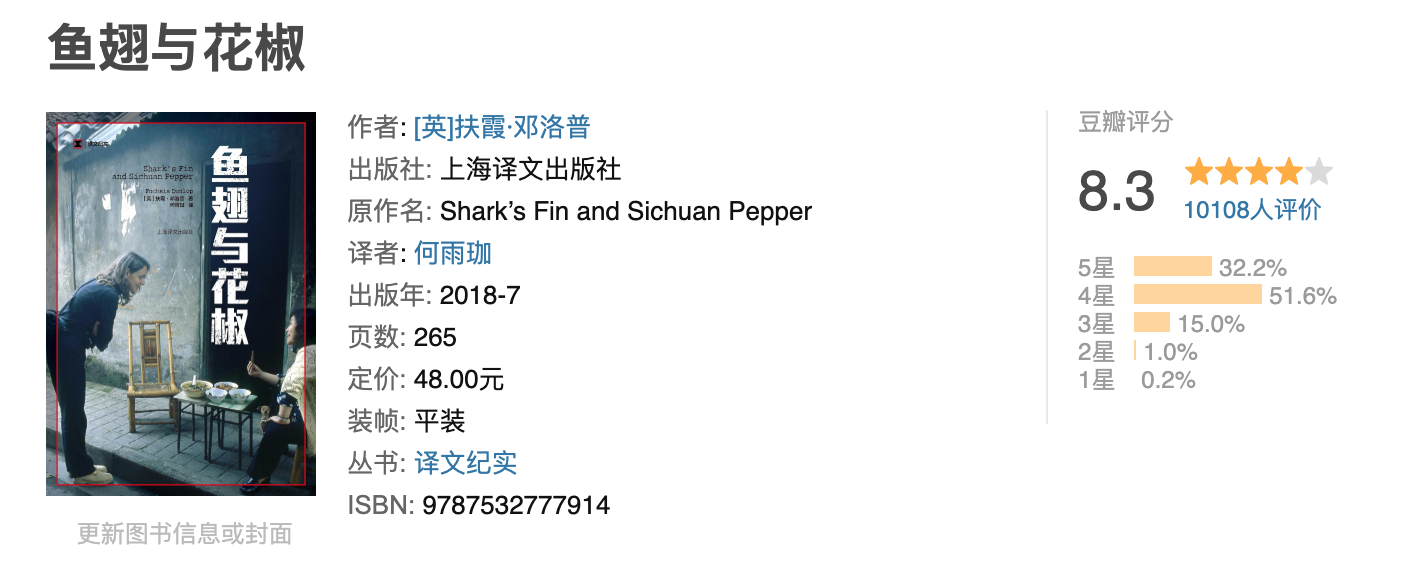 鱼翅与花椒
译文纪实
Shark's Fin
and Sichuan Pepper
Fuchsia Dunlop
[英]扶霞·邓洛普 著
何雨珈 译
上海译文出版社
鱼翅与花椒
更新图书信息或封面
作者: [英]扶霞·邓洛普
出版社: 上海译文出版社
原作名: Shark’s Fin and Sichuan Pepper
译者: 何雨珈
出版年: 2018-7
页数: 265
定价: 48.00元
装帧: 平装
丛书: 译文纪实
ISBN: 9787532777914
豆瓣评分
8.3
10108人评价
5星 32.2%
4星 51.6%
3星 15.0%
2星 1.0%
1星 0.2%